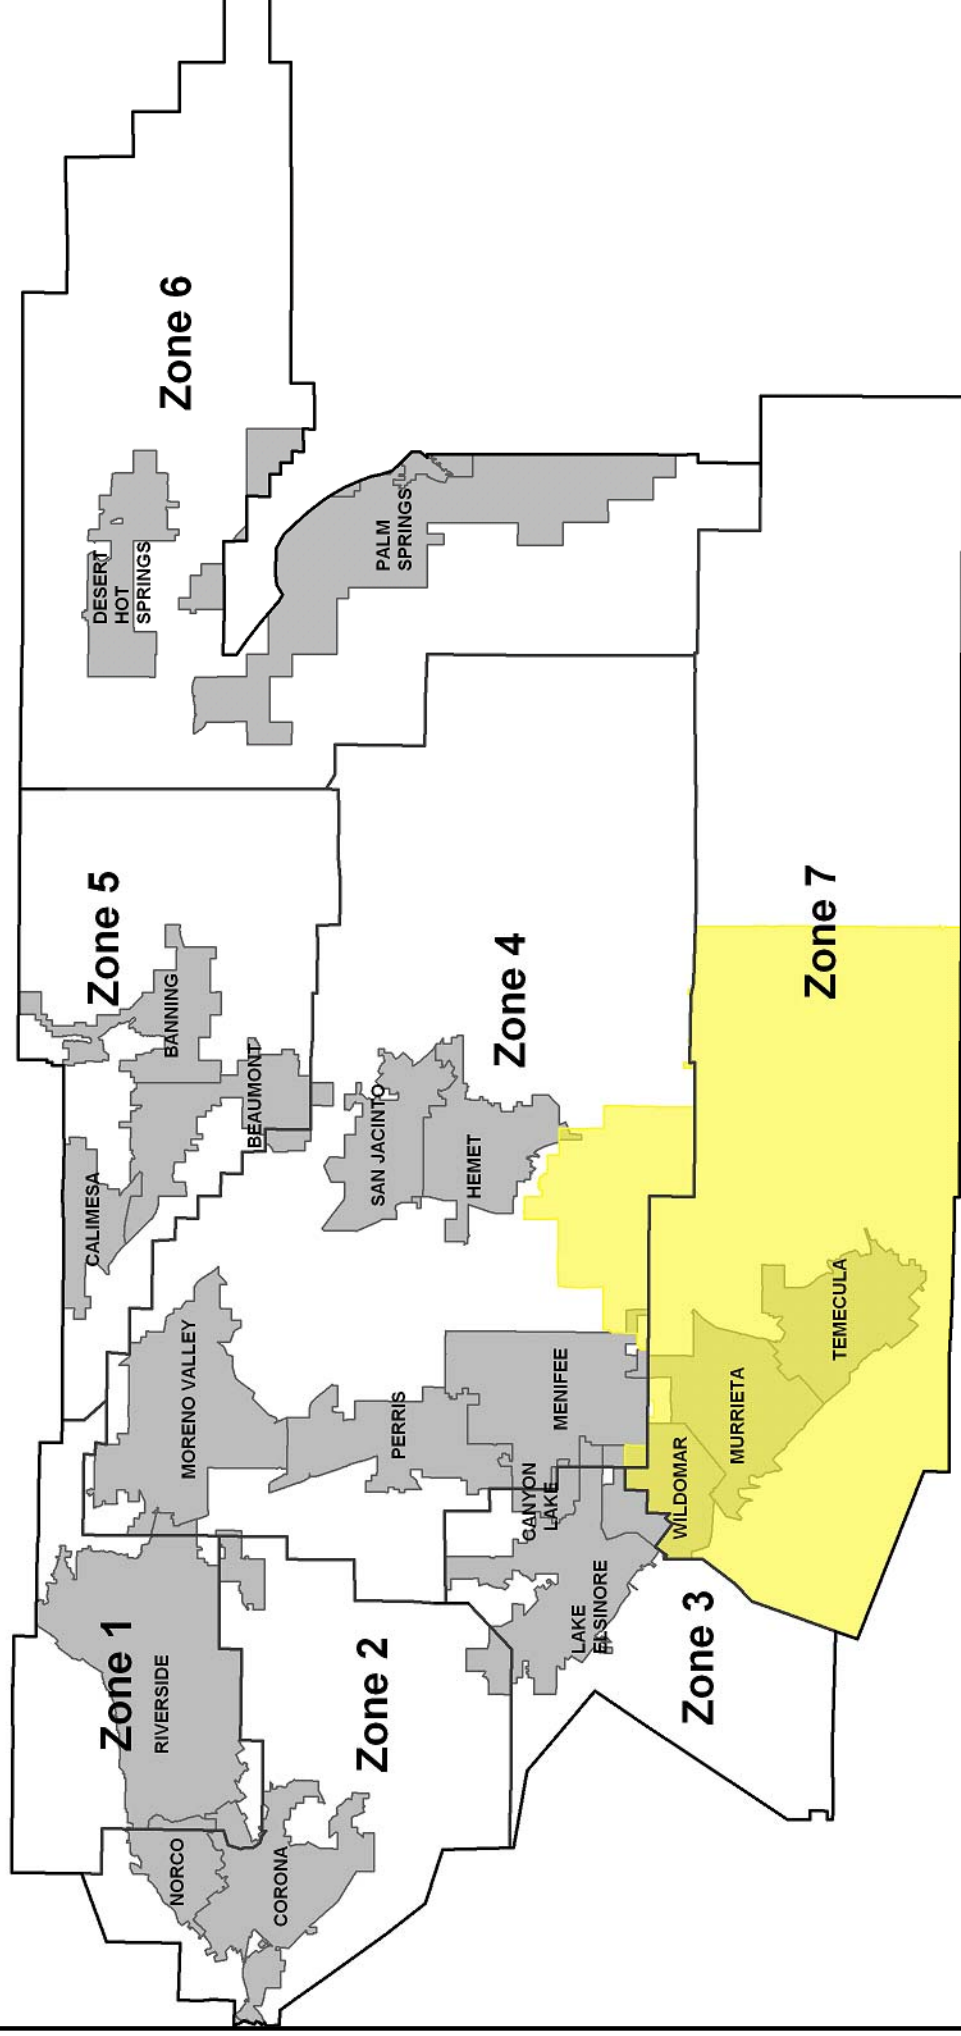 Zone 1
RIVERSIDE
NORCO
CORONA
Zone 2
MORENO VALLEY
PERRIS
MENIFEE
CANYON
LAKE
LAKE
ELSINORE
Zone 3
WILDOMAR
MURRIETA
TEMECULA
CALIMESA
BEAUMONT
BANNING
Zone 5
SAN JACINTO
HEMET
Zone 4
Zone 7
DESERT
HOT
SPRINGS
PALM
SPRINGS
Zone 6